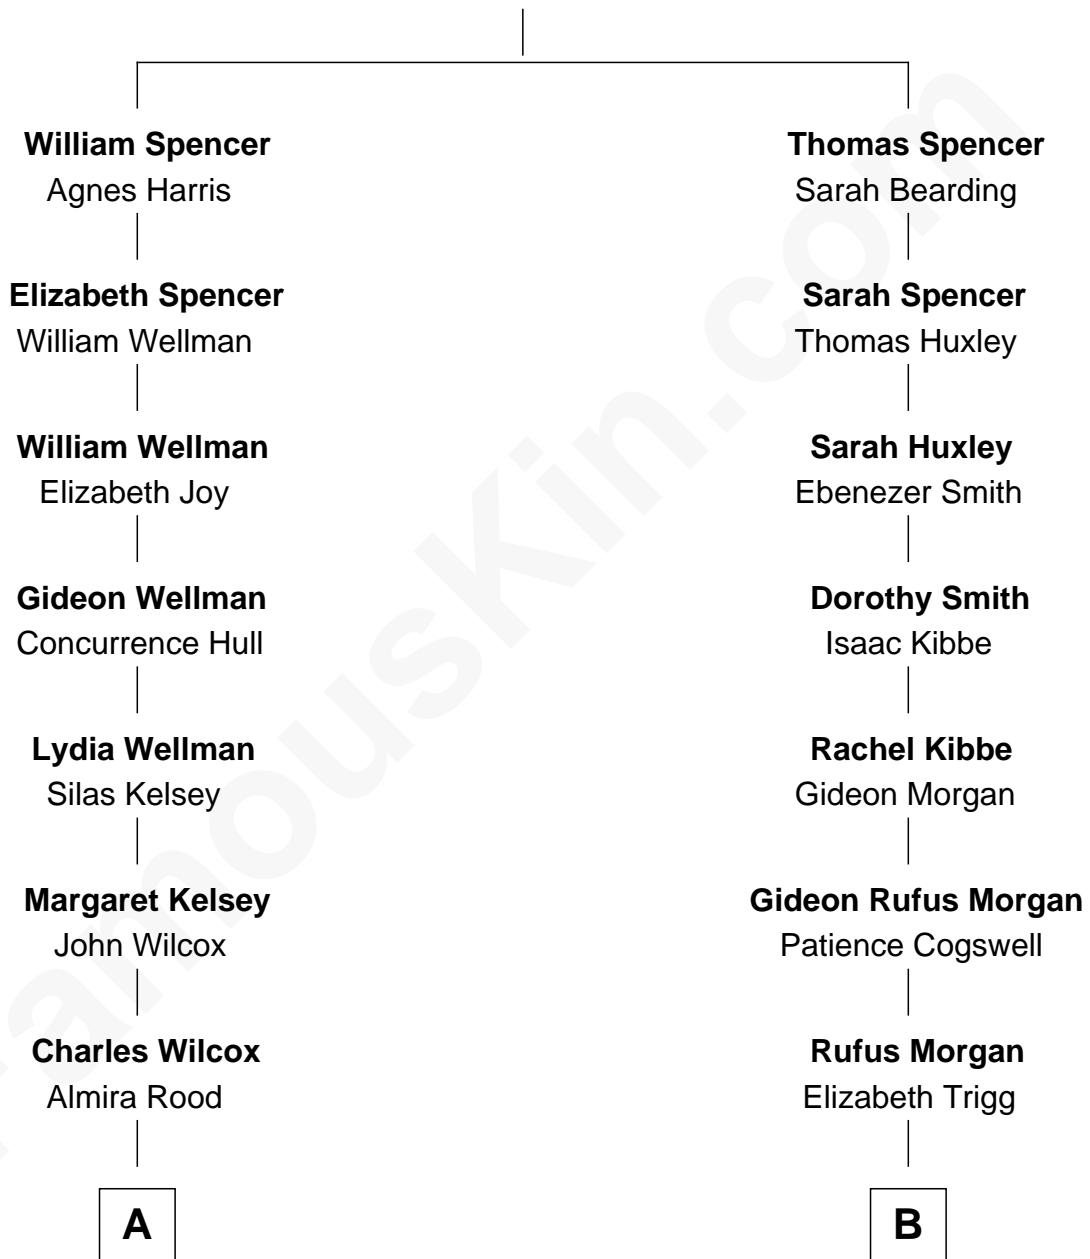 William Spencer
Agnes Harris
Elizabeth Spencer
William Wellman
William Wellman
Elizabeth Joy
Gideon Wellman
Concurrence Hull
Lydia Wellman
Silas Kelsey
Margaret Kelsey
John Wilcox
Charles Wilcox
Almira Rood
A
Thomas Spencer
Sarah Bearding
Sarah Spencer
Thomas Huxley
Sarah Huxley
Ebenezer Smith
Dorothy Smith
Isaac Kibbe
Rachel Kibbe
Gideon Morgan
Gideon Rufus Morgan
Patience Cogswell
Rufus Morgan
Elizabeth Trigg
B
FamousKin.com